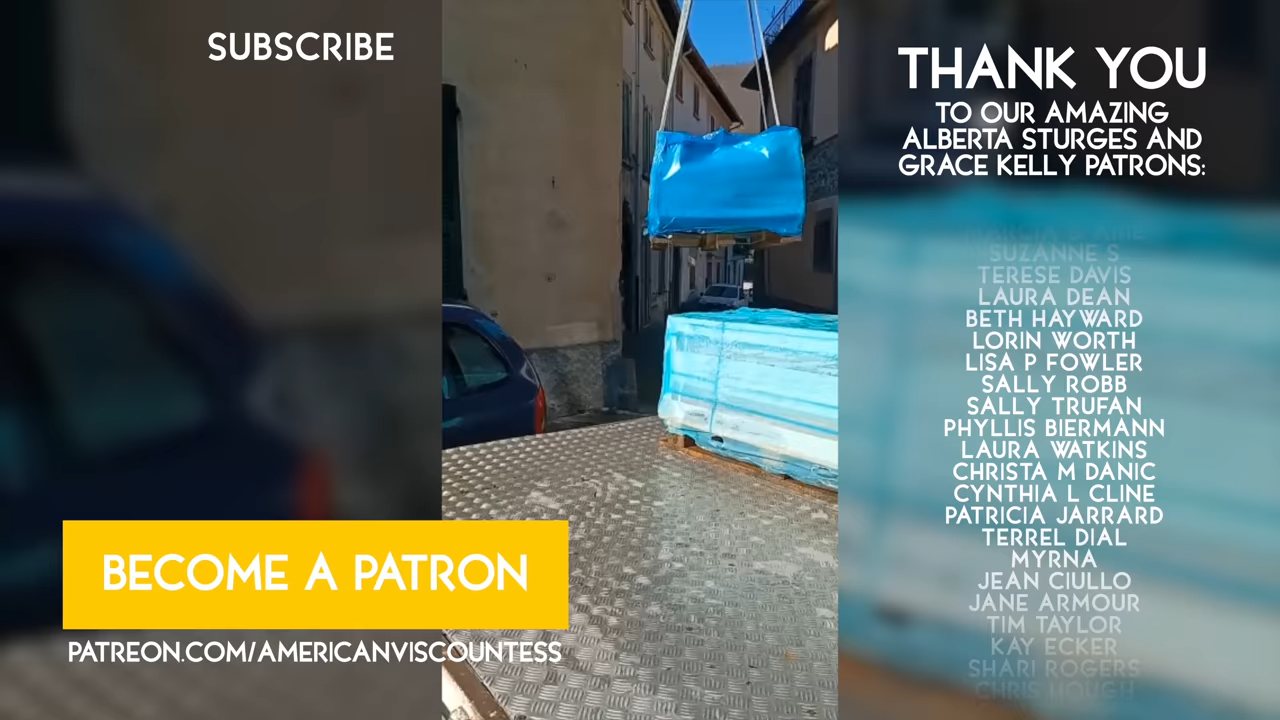 SUBSCRIBE
BECOME A PATRON
PATREON.COM/AMERICANVISCOUNTESS
THANK YOU
TO OUR AMAZING
ALBERTA STURGES AND
GRACE KELLY PATRONS:
SUZANNE S
TERESE DAVIS
LAURA DEAN
BETH HAYWARD
LORIN WORTH
LISA P FOWLER
SALLY ROBB
SALLY TRUFAN
PHYLLIS BIERMANN
LAURA WATKINS
CHRISTA M DANIC
CYNTHIA L CLINE
PATRICIA JARRARD
TERREL DIAL
MYRNA
JEAN CIULLO
JANE ARMOUR
TIM TAYLOR
KAY ECKER
SHARI ROGERS
CHRIS HOUGH